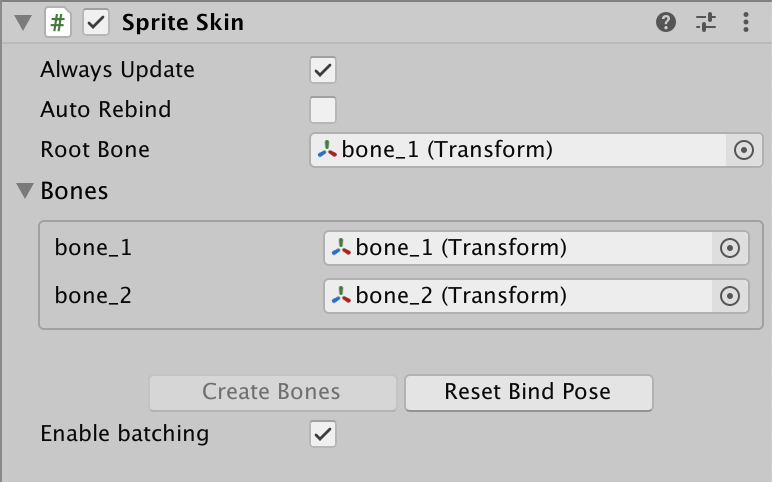 # Sprite Skin
Always Update
Auto Rebind
Root Bone bone_1 (Transform)
Bones
bone_1 bone_1 (Transform)
bone_2 bone_2 (Transform)
Create Bones Reset Bind Pose
Enable batching